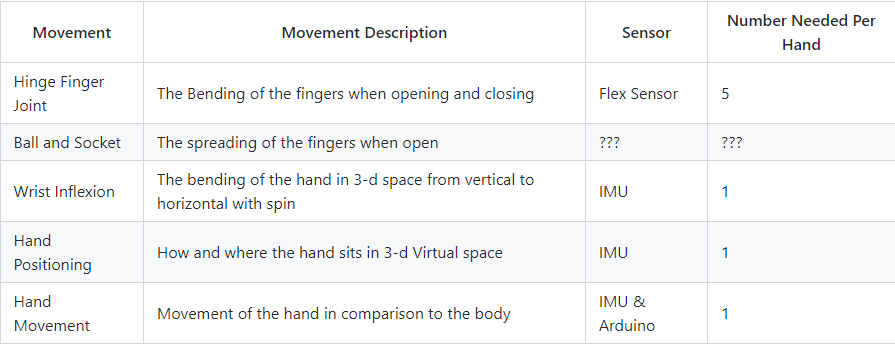 Movement
Movement Description
Sensor
Number Needed Per
Hand
Hinge Finger
Joint
The Bending of the fingers when opening and closing
Flex Sensor
5
Ball and Socket
The spreading of the fingers when open
???
???
Wrist Inflexion
The bending of the hand in 3-d space from vertical to
horizontal with spin
IMU
1
Hand
Positioning
How and where the hand sits in 3-d Virtual space
IMU
1
Hand
Movement
Movement of the hand in comparison to the body
IMU &
Arduino
1